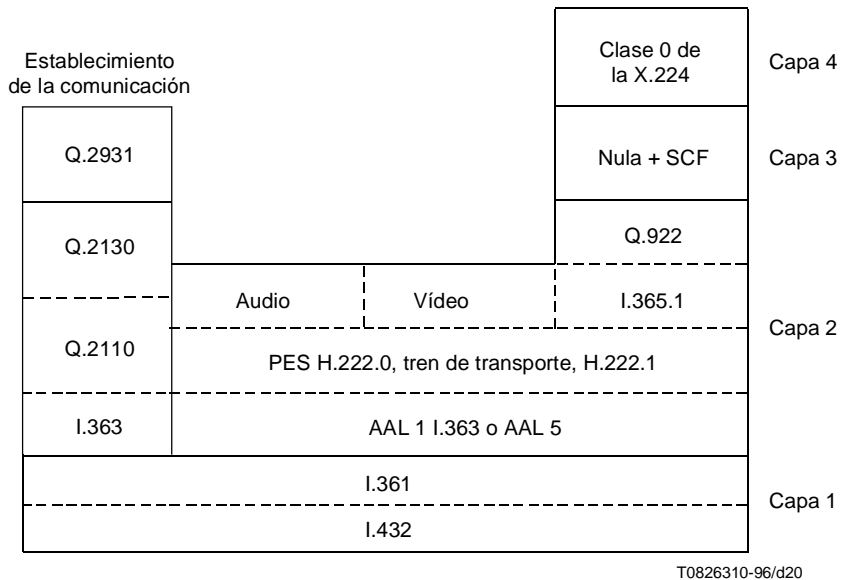 Clase 0 de
la X.224
Capa 4
Establecimiento
de la comunicación
Q.2931
Nula + SCF
Capa 3
Q.2130
Q.922
Audio
Vídeo
I.365.1
Capa 2
Q.2110
PES H.222.0, tren de transporte, H.222.1
I.363
AAL 1 I.363 o AAL 5
I.361
Capa 1
I.432
T0826310-96/d20